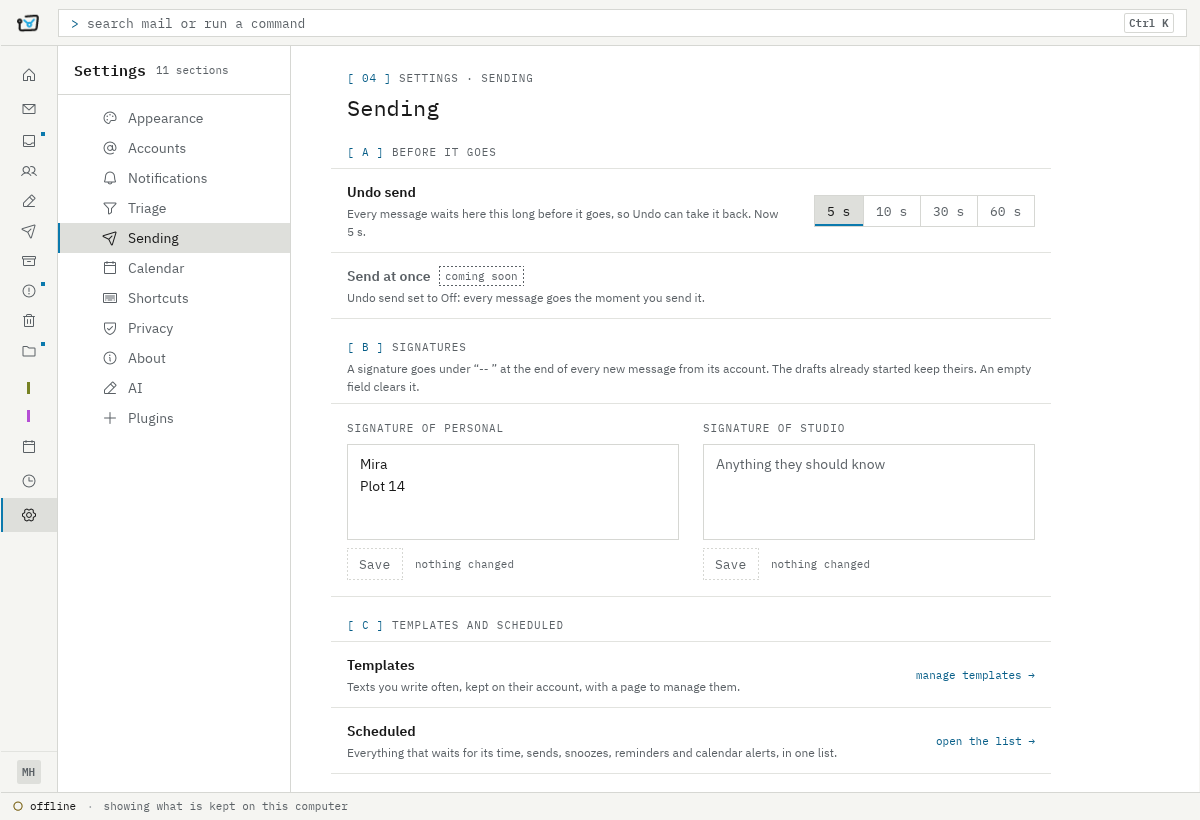 > search mail or run a command
Ctrl K
Settings 11 sections
Appearance
Accounts
Notifications
Triage
Sending
Calendar
Shortcuts
Privacy
About
AI
Plugins
MH
[ 04 ] SETTINGS · SENDING
Sending
[ A ] BEFORE IT GOES
Undo send
Every message waits here this long before it goes, so Undo can take it back. Now
5 s.
5 s 10 s 30 s 60 s
Send at once coming soon
Undo send set to Off: every message goes the moment you send it.
[ B ] SIGNATURES
A signature goes under “-- ” at the end of every new message from its account. The drafts already started keep theirs. An empty
field clears it.
SIGNATURE OF PERSONAL
Mira
Plot 14
Save nothing changed
SIGNATURE OF STUDIO
Anything they should know
Save nothing changed
[ C ] TEMPLATES AND SCHEDULED
Templates
Texts you write often, kept on their account, with a page to manage them.
manage templates →
Scheduled
Everything that waits for its time, sends, snoozes, reminders and calendar alerts, in one list.
open the list →
offline · showing what is kept on this computer